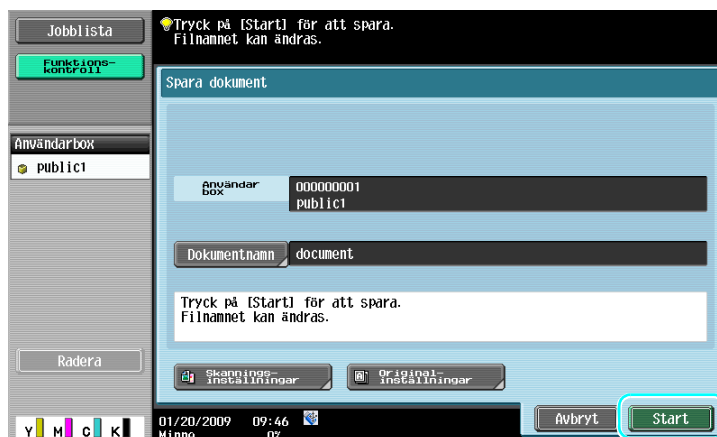 Jobblista
Funktions-
kontroll
Användarbox
public1
Radera
Y M C K
Tryck på [Start] för att spara.
Filnamnet kan ändras.
Spara dokument
Användar
box
000000001
public1
Dokumentnamn
document
Tryck på [Start] för att spara.
Filnamnet kan ändras.
Skannings-
inställningar
Original-
inställningar
01/20/2009 09:46
Minne 0%
Avbryt
Start